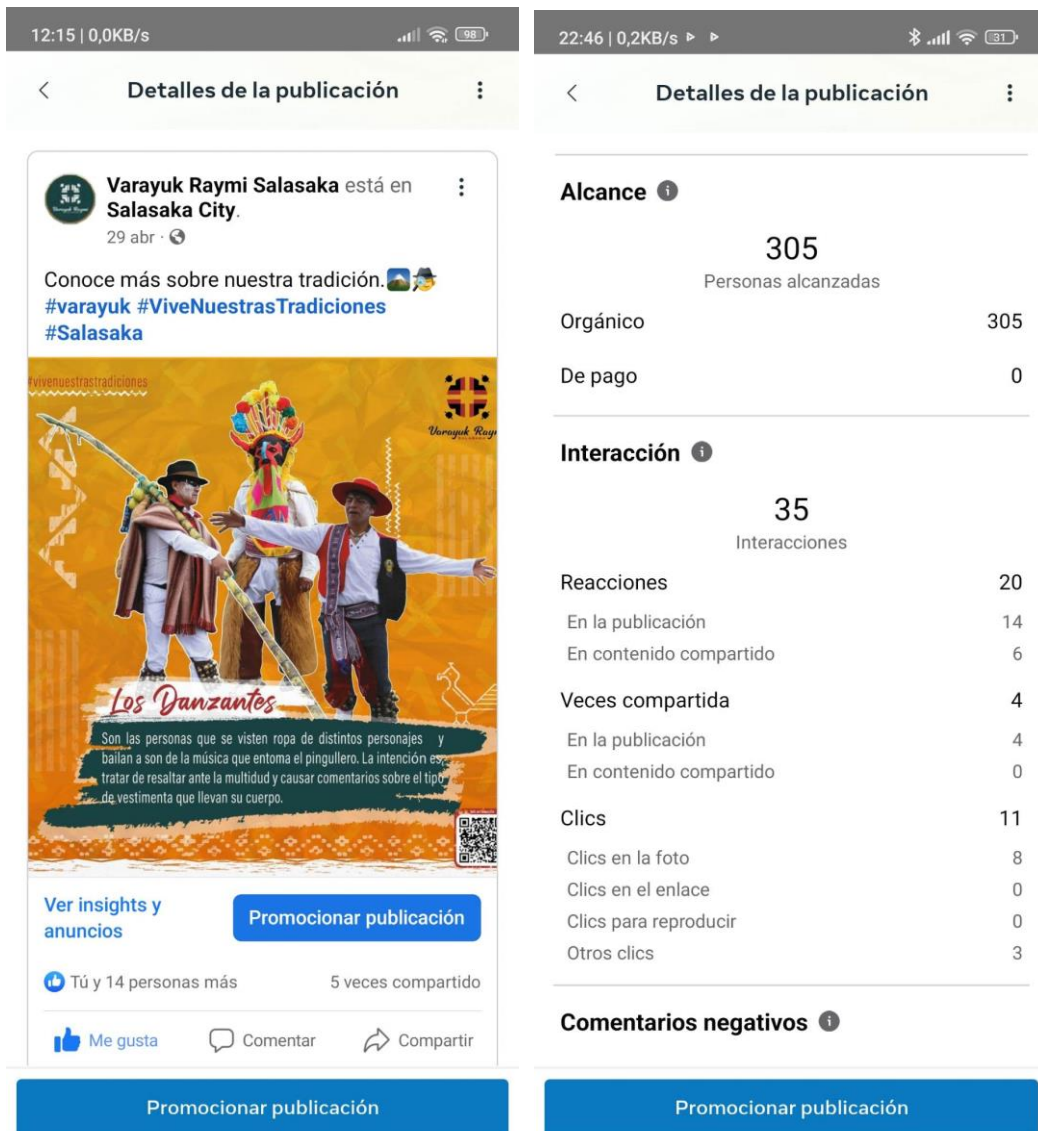 12:15 | 0,0KB/s
98
Detalles de la publicación
Varayuk Raymi Salasaka está en
Salasaka City.
29 abr ·
Conoce más sobre nuestra tradición.
#varayuk #ViveNuestrasTradiciones
#Salasaka
#vivenuestrastradiciones
Varayuk Raym
Los Danzantes
Son las personas que se visten ropa de distintos personajes y
bailan a son de la música que entoma el pingullero. La intención es
tratar de resaltar ante la multidud y causar comentarios sobre el tipo
de vestimenta que llevan su cuerpo.
Ver insights y
anuncios
Promocionar publicación
Tú y 14 personas más
5 veces compartido
Me gusta
Comentar
Compartir
Promocionar publicación
22:46 | 0,2KB/s
31
Detalles de la publicación
Alcance
305
Personas alcanzadas
Orgánico 305
De pago 0
Interacción
35
Interacciones
Reacciones 20
En la publicación 14
En contenido compartido 6
Veces compartida 4
En la publicación 4
En contenido compartido 0
Clics 11
Clics en la foto 8
Clics en el enlace 0
Clics para reproducir 0
Otros clics 3
Comentarios negativos
Promocionar publicación